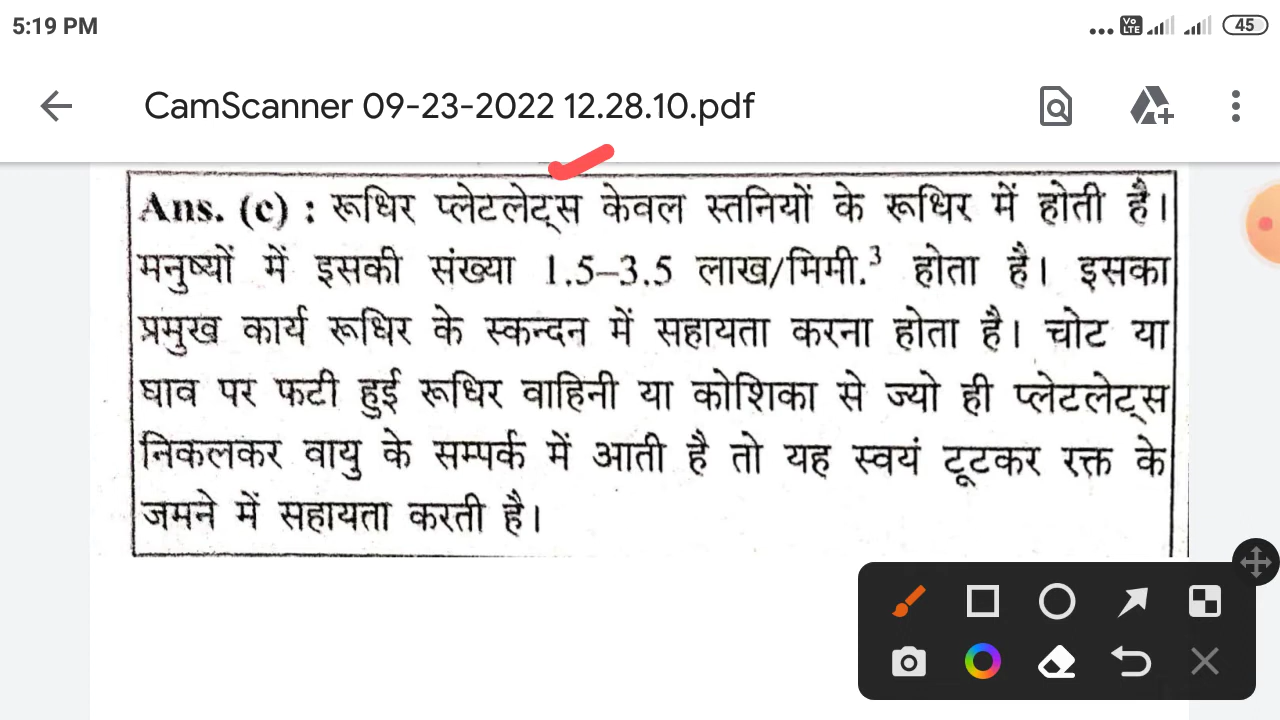 5:19 PM
Vo LTE
45
CamScanner 09-23-2022 12.28.10.pdf
Ans. (c) : रूधिर प्लेटलेट्स केवल स्तनियों के रूधिर में होती है।
मनुष्यों में इसकी संख्या 1.5–3.5 लाख/मिमी.³ होता है। इसका
प्रमुख कार्य रूधिर के स्कन्दन में सहायता करना होता है। चोट या
घाव पर फटी हुई रूधिर वाहिनी या कोशिका से ज्यो ही प्लेटलेट्स
निकलकर वायु के सम्पर्क में आती है तो यह स्वयं टूटकर रक्त के
जमने में सहायता करती है।